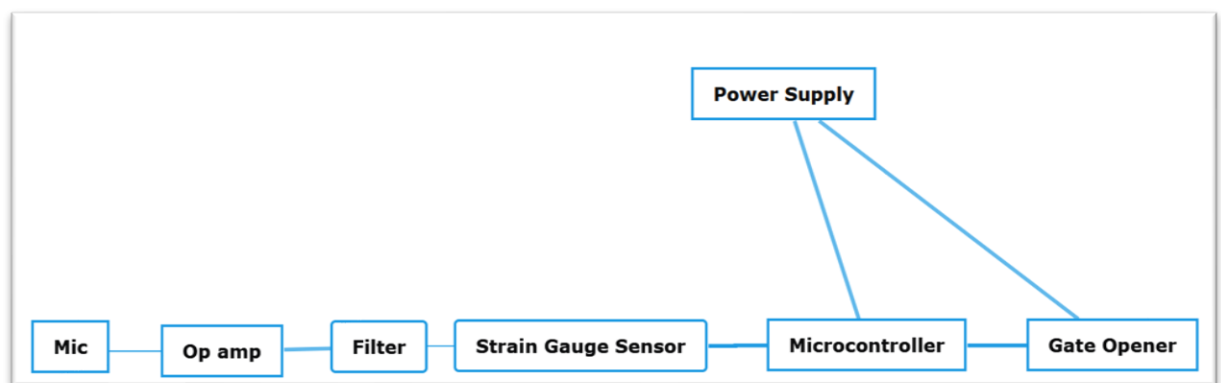 Power Supply
Mic
Op amp
Filter
Strain Gauge Sensor
Microcontroller
Gate Opener